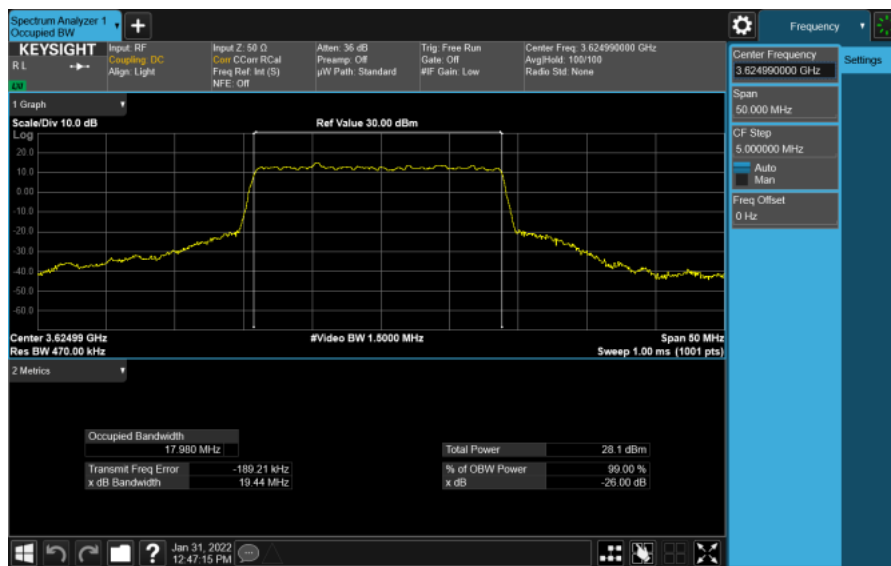 Spectrum Analyzer 1
Occupied BW
Frequency
KEYSIGHT
R L
Input: RF
Coupling: DC
Align: Light
Input Z: 50 Ω
Corr CCorr RCal
Freq Ref: Int (S)
NFE: Off
Atten: 36 dB
Preamp: Off
µW Path: Standard
Trig: Free Run
Gate: Off
#IF Gain: Low
Center Freq: 3.624990000 GHz
Avg|Hold: 100/100
Radio Std: None
Center Frequency
3.624990000 GHz
Settings
Span
50.000 MHz
CF Step
5.000000 MHz
Auto
Man
Freq Offset
0 Hz
1 Graph
Scale/Div 10.0 dB
Ref Value 30.00 dBm
Log
20.0
10.0
0.00
-10.0
-20.0
-30.0
-40.0
-50.0
-60.0
Center 3.62499 GHz
#Video BW 1.5000 MHz
Span 50 MHz
Res BW 470.00 kHz
Sweep 1.00 ms (1001 pts)
2 Metrics
Occupied Bandwidth
17.980 MHz
Total Power 28.1 dBm
Transmit Freq Error -189.21 kHz
% of OBW Power 99.00 %
x dB Bandwidth 19.44 MHz
x dB -26.00 dB
?
Jan 31, 2022
12:47:15 PM